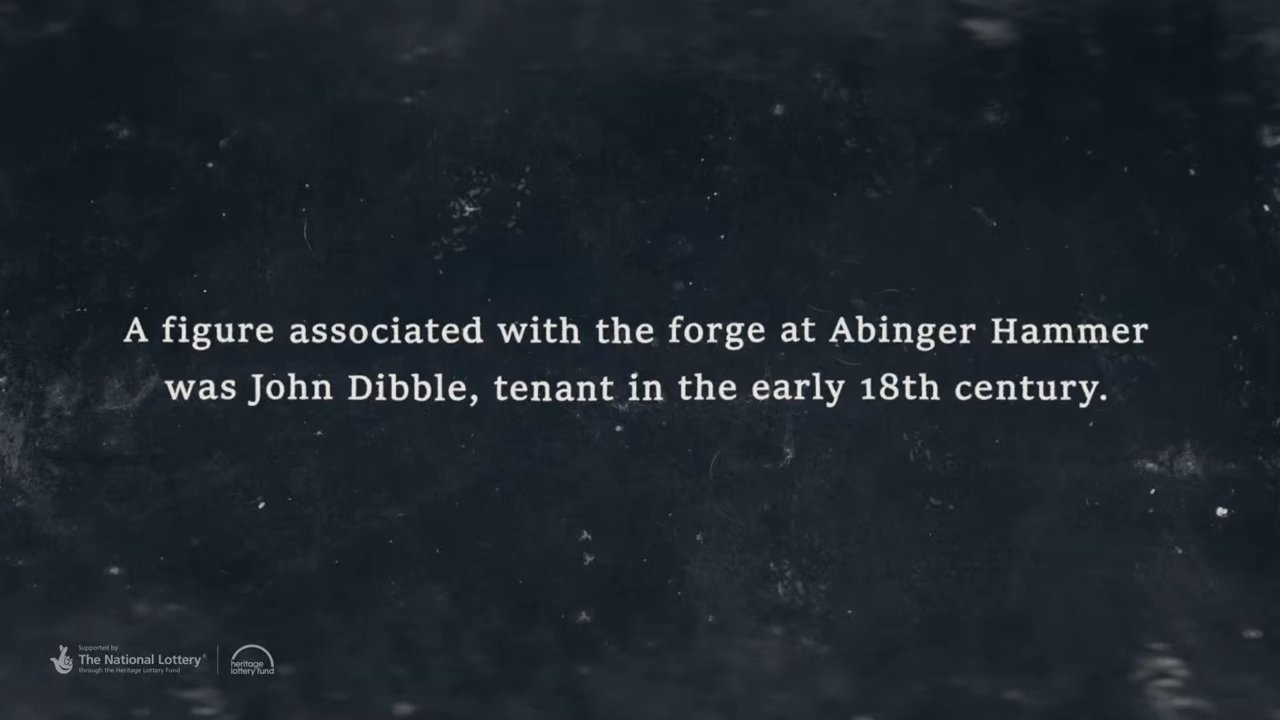 A figure associated with the forge at Abinger Hammer
was John Dibble, tenant in the early 18th century.
Supported by
The National Lottery®
through the Heritage Lottery Fund
heritage
lottery fund